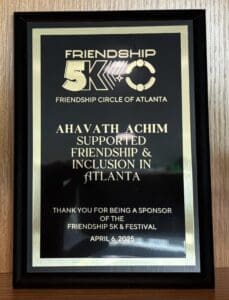 FRIENDSHIP
5K
FRIENDSHIP CIRCLE OF ATLANTA
AHAVATH ACHIM
SUPPORTED
FRIENDSHIP &
INCLUSION IN
ATLANTA
THANK YOU FOR BEING A SPONSOR
OF THE
FRIENDSHIP 5K & FESTIVAL
APRIL 6, 2025